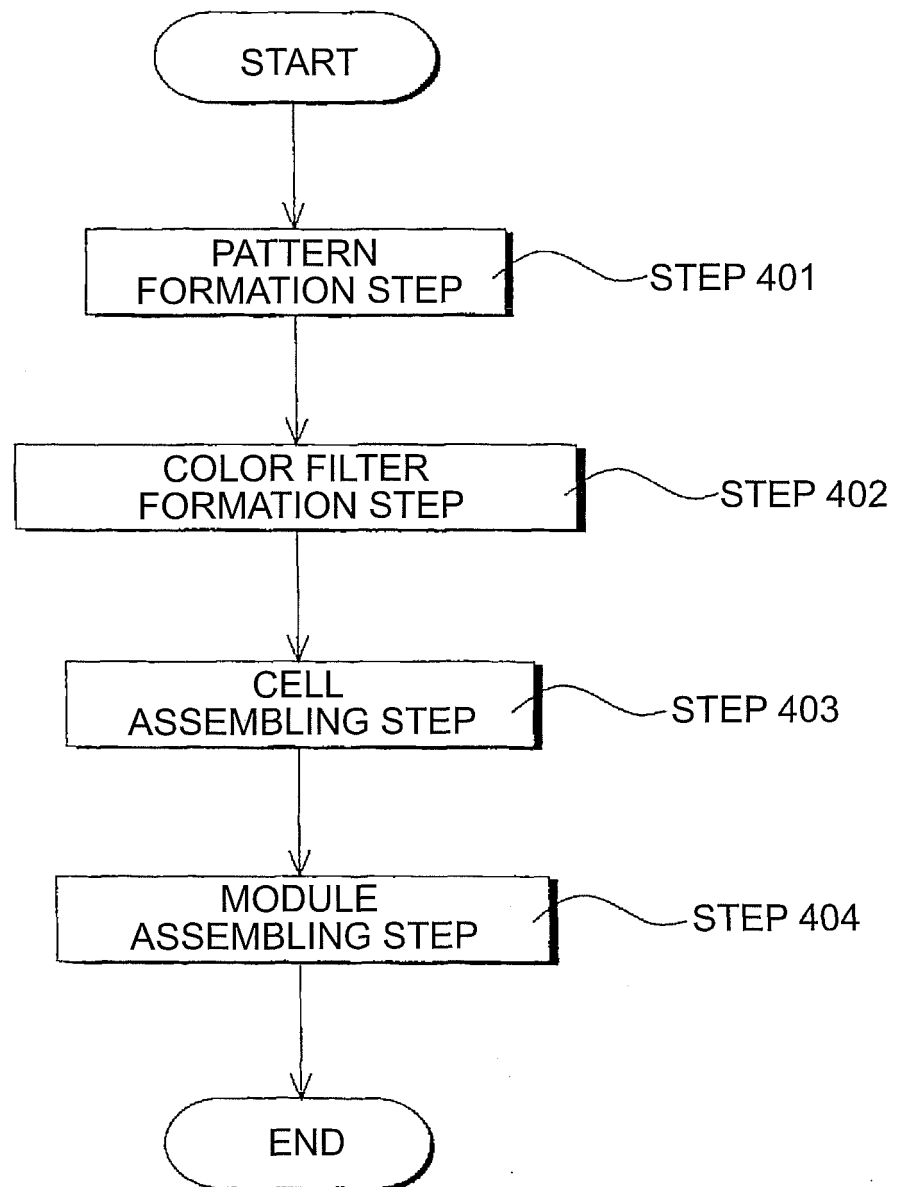 START
PATTERN
FORMATION STEP
STEP 401
COLOR FILTER
FORMATION STEP
STEP 402
CELL
ASSEMBLING STEP
STEP 403
MODULE
ASSEMBLING STEP
STEP 404
END